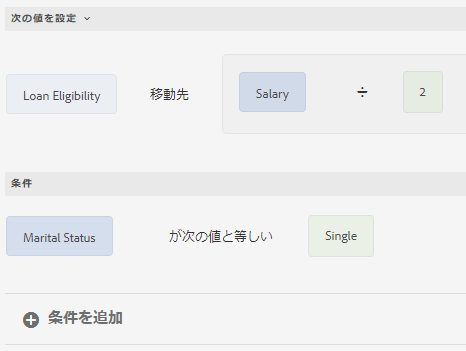 次の値を設定
Loan Eligibility 移動先 Salary ÷ 2
条件
Marital Status が次の値と等しい Single
条件を追加